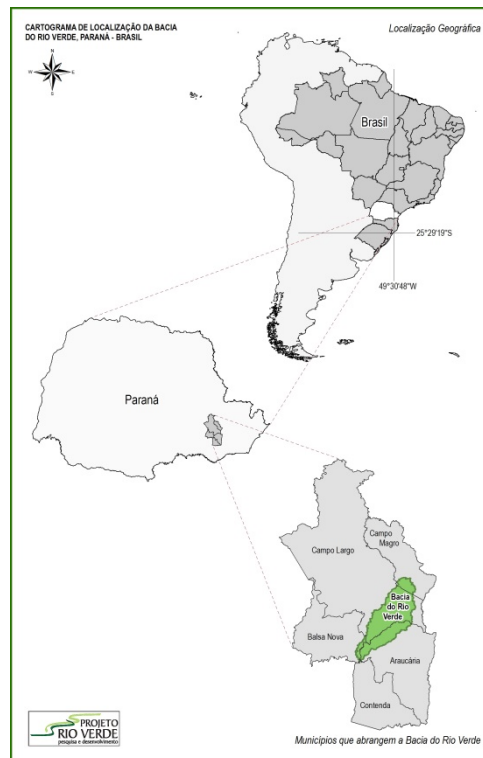 CARTOGRAMA DE LOCALIZAÇÃO DA BACIA
DO RIO VERDE, PARANÁ - BRASIL
Localização Geográfica
N
W
E
S
Brasil
25°29'19"S
49°30'48"W
Paraná
Campo Largo
Campo
Magro
Bacia
do Rio
Verde
Balsa Nova
Araucária
Contenda
PROJETO
RIO VERDE
pesquisa e desenvolvimento
Municípios que abrangem a Bacia do Rio Verde